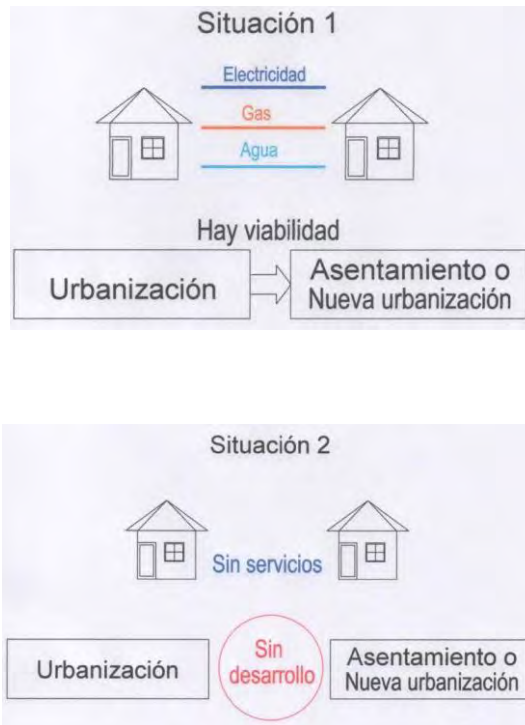 Situación 1
Electricidad
Gas
Agua
Hay viabilidad
Urbanización
Asentamiento o
Nueva urbanización
Situación 2
Sin servicios
Urbanización
Sin
desarrollo
Asentamiento o
Nueva urbanización